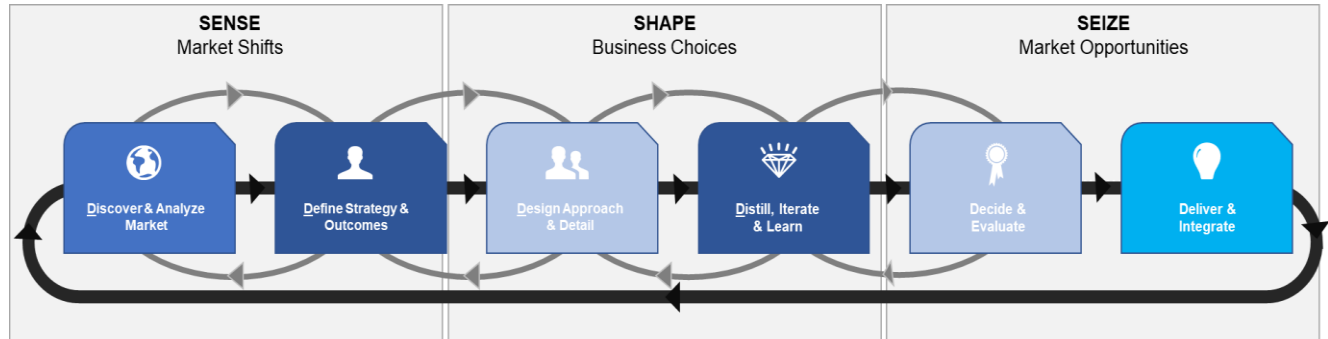 SENSE
Market Shifts
SHAPE
Business Choices
SEIZE
Market Opportunities
Discover & Analyze
Market
Define Strategy &
Outcomes
Design Approach
& Detail
Distill, Iterate
& Learn
Decide &
Evaluate
Deliver &
Integrate